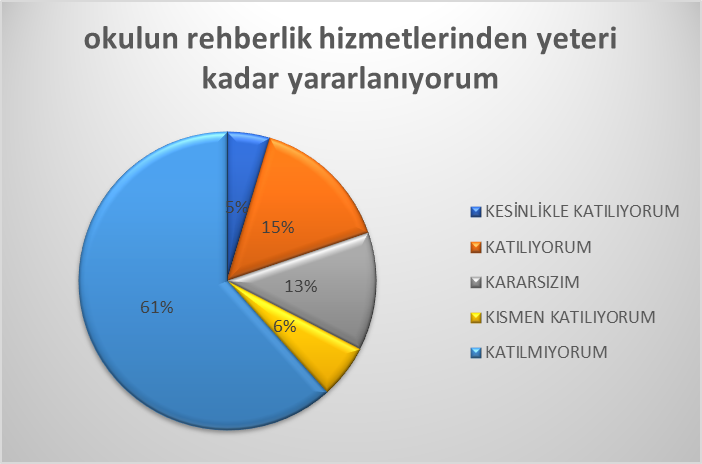 okulun rehberlik hizmetlerinden yeteri
kadar yararlanıyorum
5%
15%
13%
6%
61%
KESİNLİKLE KATILIYORUM
KATILIYORUM
KARARSIZIM
KISMEN KATILIYORUM
KATILMIYORUM